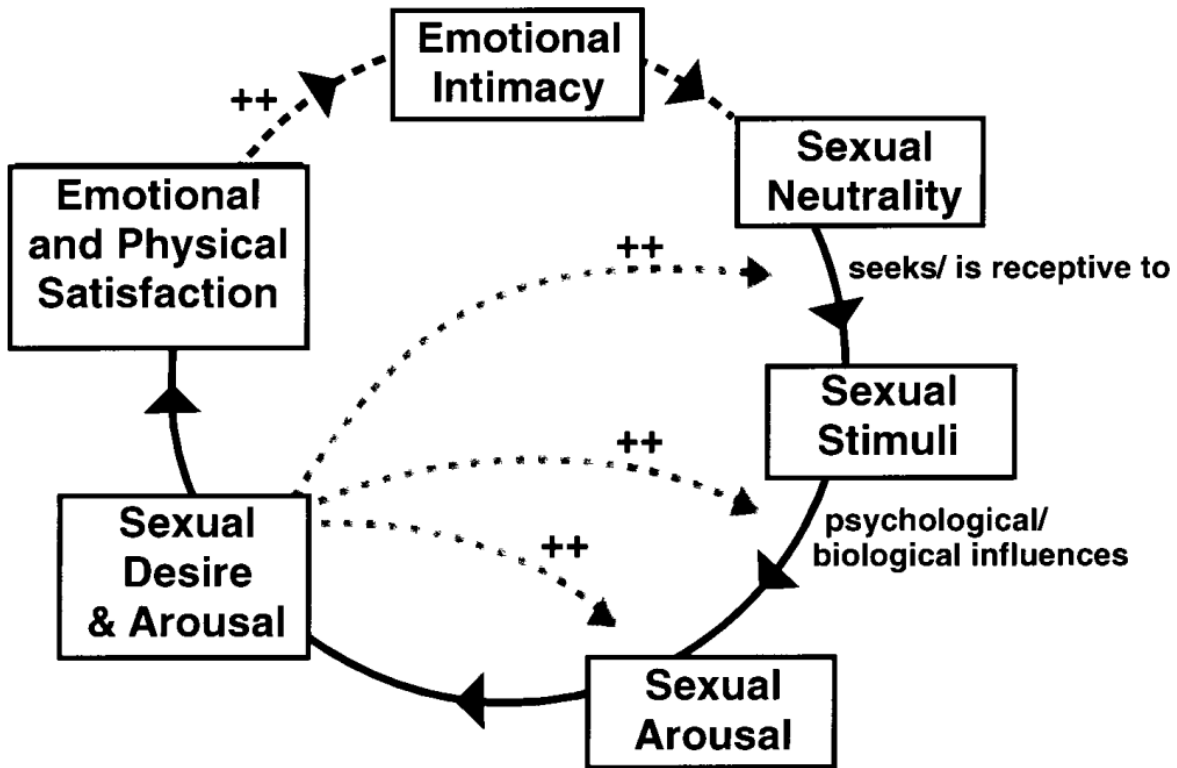 Emotional
Intimacy
++
Sexual
Neutrality
Emotional
and Physical
Satisfaction
++
seeks/ is receptive to
Sexual
Stimuli
++
psychological/
biological influences
Sexual
Desire
& Arousal
++
Sexual
Arousal